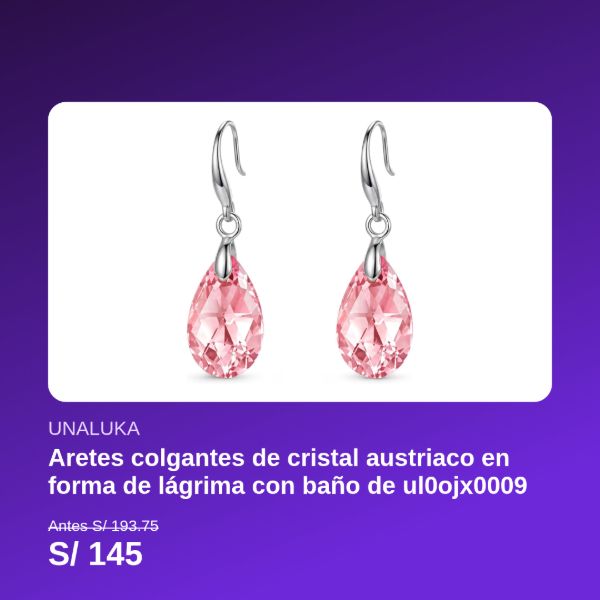 UNALUKA
Aretes colgantes de cristal austriaco en
forma de lágrima con baño de ul0ojx0009
Antes S/ 193.75
S/ 145